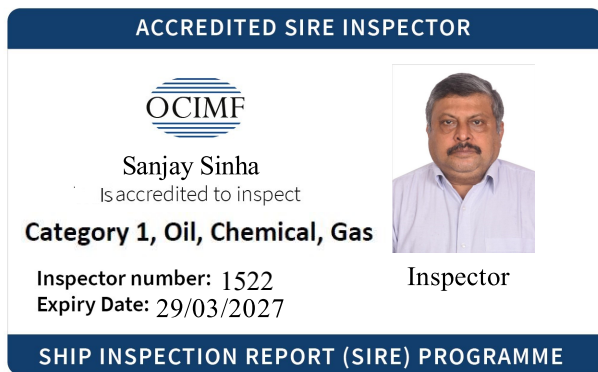 ACCREDITED SIRE INSPECTOR
OCIMF
Sanjay Sinha
Is accredited to inspect
Category 1, Oil, Chemical, Gas
Inspector number: 1522
Expiry Date: 29/03/2027
Inspector
SHIP INSPECTION REPORT (SIRE) PROGRAMME